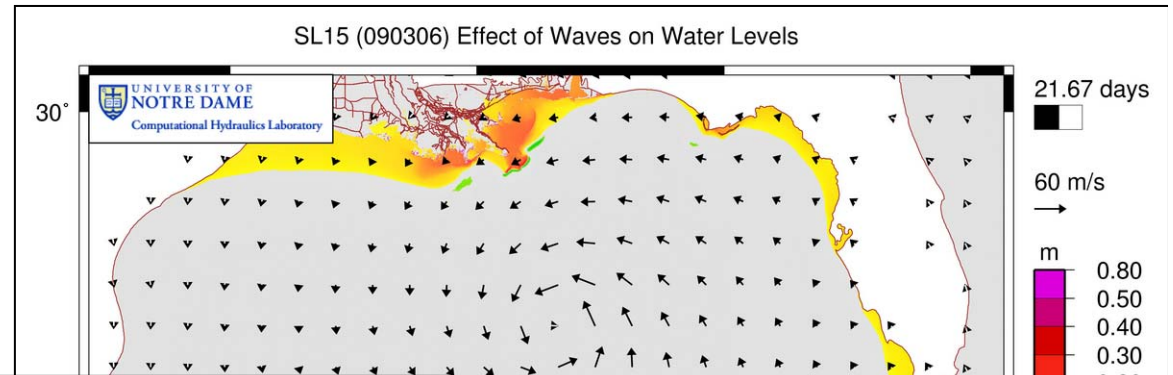 SL15 (090306) Effect of Waves on Water Levels
UNIVERSITY OF
NOTRE DAME
Computational Hydraulics Laboratory
30°
21.67 days
60 m/s
m
0.80
0.50
0.40
0.30